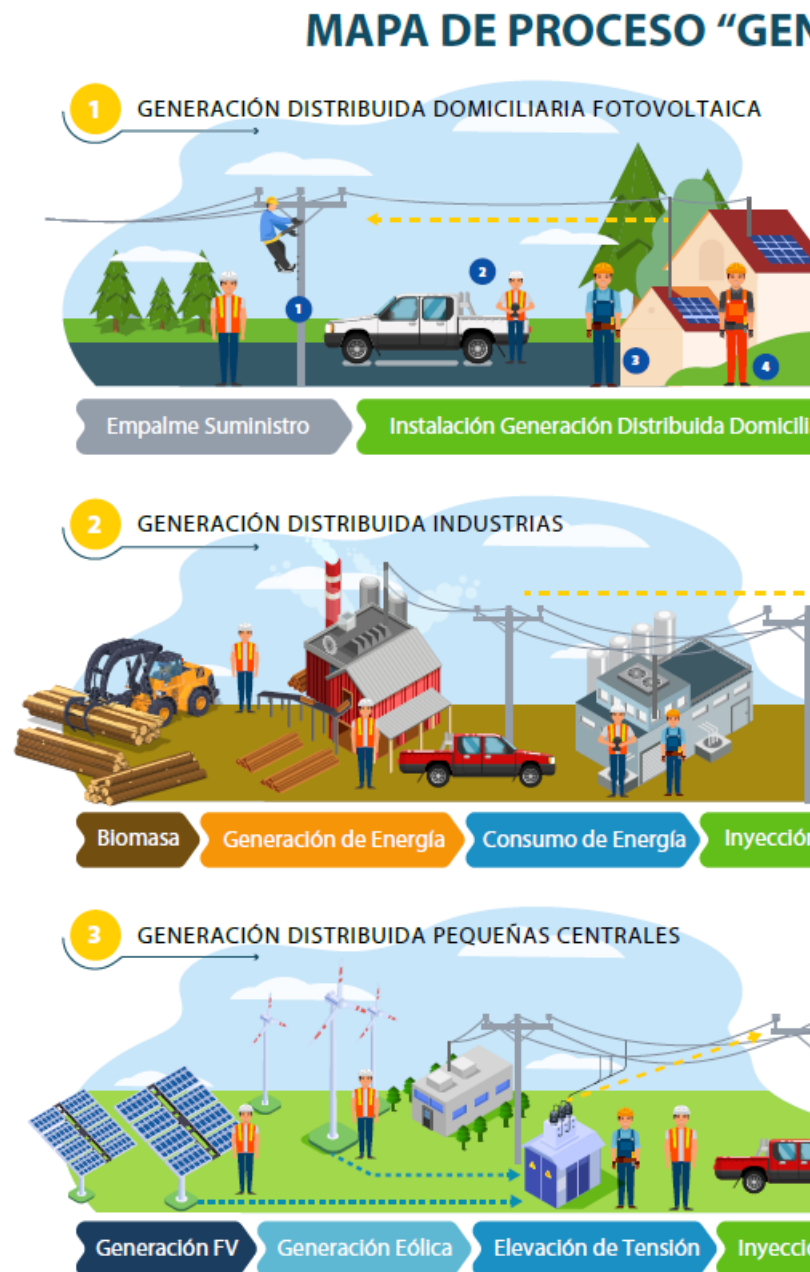 MAPA DE PROCESO “GEN
1 GENERACIÓN DISTRIBUIDA DOMICILIARIA FOTOVOLTAICA
2
1
3
4
Empalme Suministro
Instalación Generación Distribuida Domicili
2 GENERACIÓN DISTRIBUIDA INDUSTRIAS
Biomasa
Generación de Energía
Consumo de Energía
Inyección
3 GENERACIÓN DISTRIBUIDA PEQUEÑAS CENTRALES
Generación FV
Generación Eólica
Elevación de Tensión
Inyecci